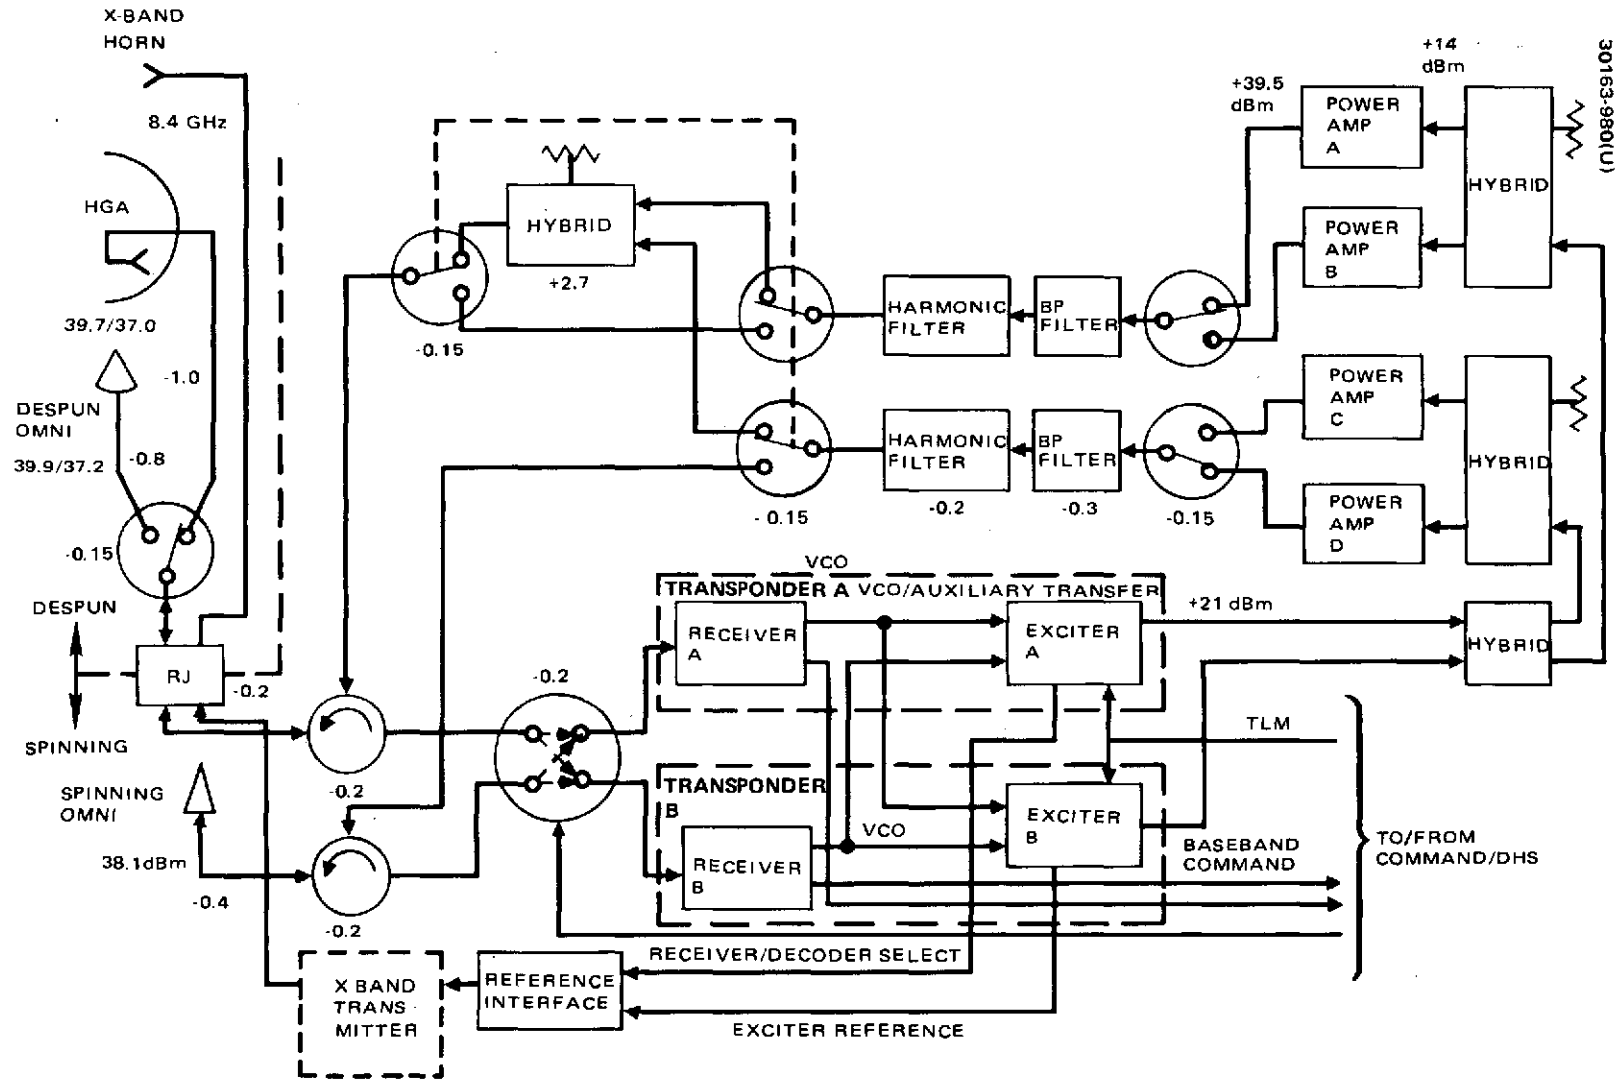 X-BAND
HORN
8.4 GHz
HGA
39.7/37.0
-1.0
DESPUN
OMNI
39.9/37.2
-0.8
-0.15
DESPUN
RJ
-0.2
SPINNING
SPINNING
OMNI
38.1dBm
-0.4
-0.2
-0.2
HYBRID
+2.7
-0.15
HARMONIC
FILTER
BP
FILTER
+39.5
dBm
+14
dBm
POWER
AMP
A
POWER
AMP
B
HYBRID
30163-980(U)
-0.15
HARMONIC
FILTER
-0.2
BP
FILTER
-0.3
-0.15
POWER
AMP
C
POWER
AMP
D
HYBRID
VCO
TRANSPONDER A VCO/AUXILIARY TRANSFER
RECEIVER
A
EXCITER
A
+21 dBm
HYBRID
-0.2
TLM
TRANSPONDER
B
VCO
RECEIVER
B
EXCITER
B
BASEBAND
COMMAND
TO/FROM
COMMAND/DHS
RECEIVER/DECODER SELECT
X BAND
TRANS-
MITTER
REFERENCE
INTERFACE
EXCITER REFERENCE